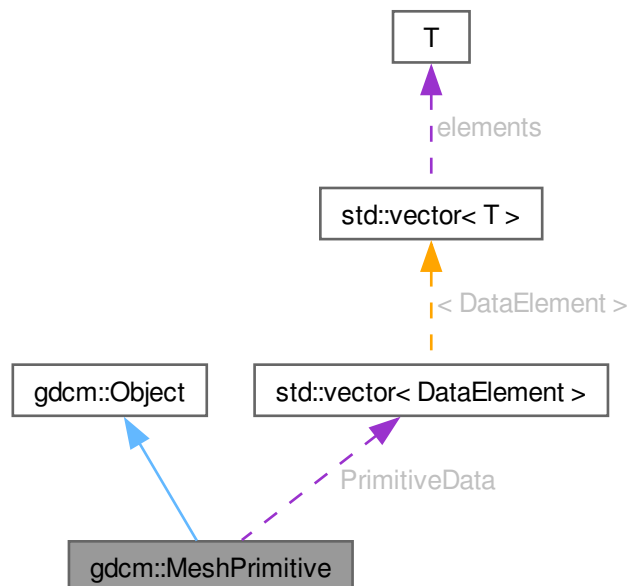 T
elements
std::vector< T >
< DataElement >
gdcm::Object
std::vector< DataElement >
PrimitiveData
gdcm::MeshPrimitive